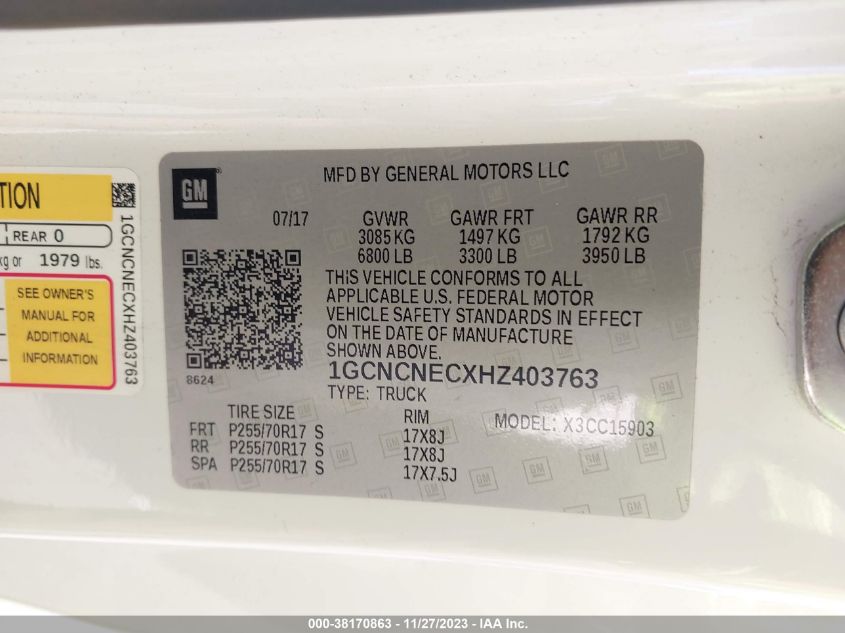 TION
REAR 0
kg or 1979 lbs.
SEE OWNER'S
MANUAL FOR
ADDITIONAL
INFORMATION
1GCNCNECXHZ403763
GM
MFD BY GENERAL MOTORS LLC
07/17 GVWR GAWR FRT GAWR RR
3085 KG 1497 KG 1792 KG
6800 LB 3300 LB 3950 LB
THIS VEHICLE CONFORMS TO ALL
APPLICABLE U.S. FEDERAL MOTOR
VEHICLE SAFETY STANDARDS IN EFFECT
ON THE DATE OF MANUFACTURE
SHOWN ABOVE.
8624
1GCNCNECXHZ403763
TYPE: TRUCK
TIRE SIZE RIM MODEL: X3CC15903
FRT P255/70R17 S 17X8J
RR P255/70R17 S 17X8J
SPA P255/70R17 S 17X7.5J
000-38170863 - 11/27/2023 - IAA Inc.